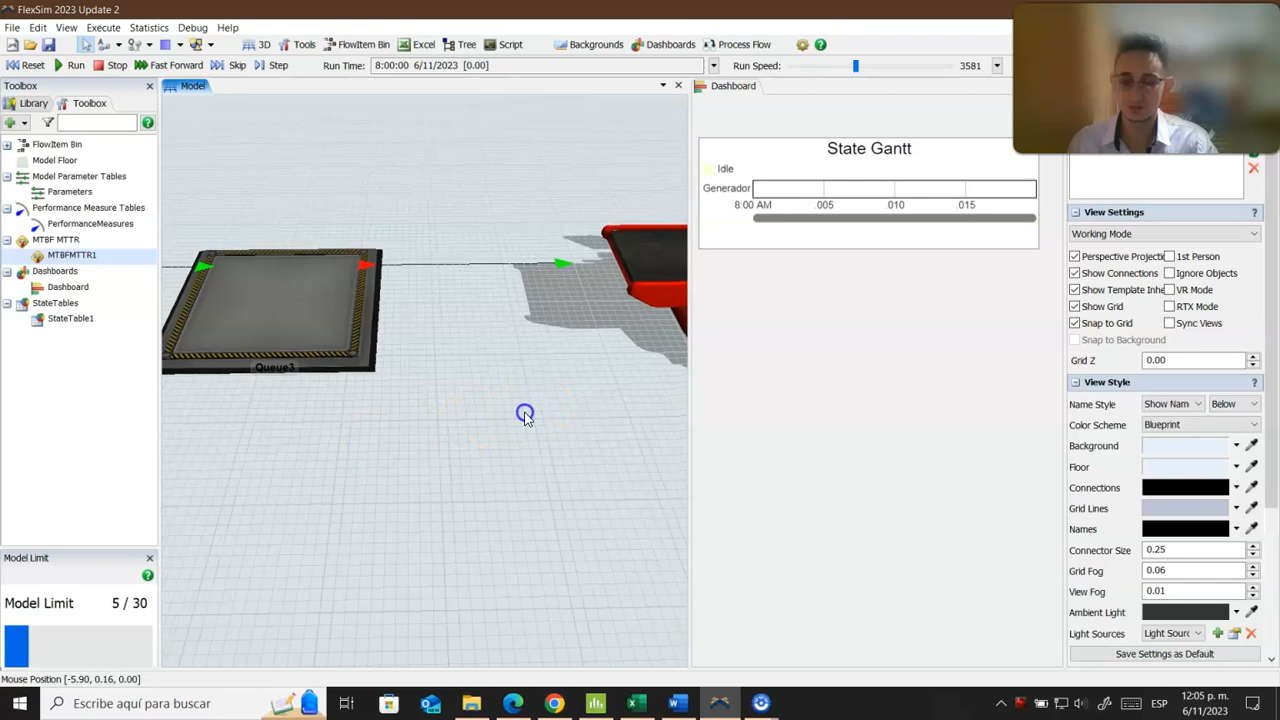 FlexSim 2023 Update 2
File Edit View Execute Statistics Debug Help
3D Tools FlowItem Bin Excel Tree Script Backgrounds Dashboards Process Flow
Reset Run Stop Fast Forward Skip Step Run Time: 8:00:00 6/11/2023 [0.00] Run Speed: 3581
Toolbox
Model
Dashboard
Library Toolbox
FlowItem Bin
Model Floor
Model Parameter Tables
Parameters
Performance Measure Tables
PerformanceMeasures
MTBF MTTR
MTBFMTTR1
Dashboards
Dashboard
StateTables
StateTable1
Model Limit
Model Limit 5 / 30
Queue3
State Gantt
Idle
Generador
8:00 AM .005 .010 .015
View Settings
Working Mode
Perspective Projectic 1st Person
Show Connections Ignore Objects
Show Template Inhe VR Mode
Show Grid RTX Mode
Snap to Grid Sync Views
Snap to Background
Grid Z 0.00
View Style
Name Style Show Nam Below
Color Scheme Blueprint
Background
Floor
Connections
Grid Lines
Names
Connector Size 0.25
Grid Fog 0.06
View Fog 0.01
Ambient Light
Light Sources Light Sourc
Save Settings as Default
Mouse Position [-5.90, 0.16, 0.00]
Escribe aquí para buscar
ESP
12:05 p. m.
6/11/2023